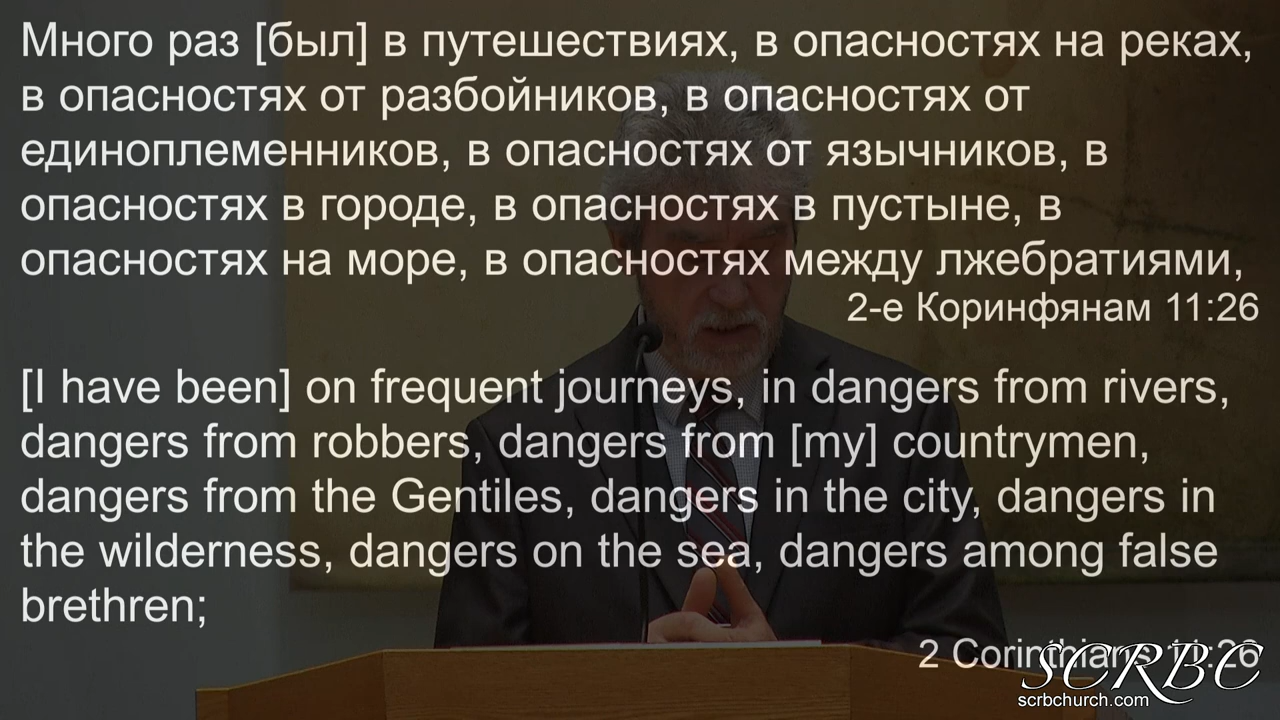 Много раз [был] в путешествиях, в опасностях на реках,
в опасностях от разбойников, в опасностях от
единоплеменников, в опасностях от язычников, в
опасностях в городе, в опасностях в пустыне, в
опасностях на море, в опасностях между лжебратиями,
2-е Коринфянам 11:26
[I have been] on frequent journeys, in dangers from rivers,
dangers from robbers, dangers from [my] countrymen,
dangers from the Gentiles, dangers in the city, dangers in
the wilderness, dangers on the sea, dangers among false
brethren;
2 Corinthians 11:26
SCRBC
scrbchurch.com